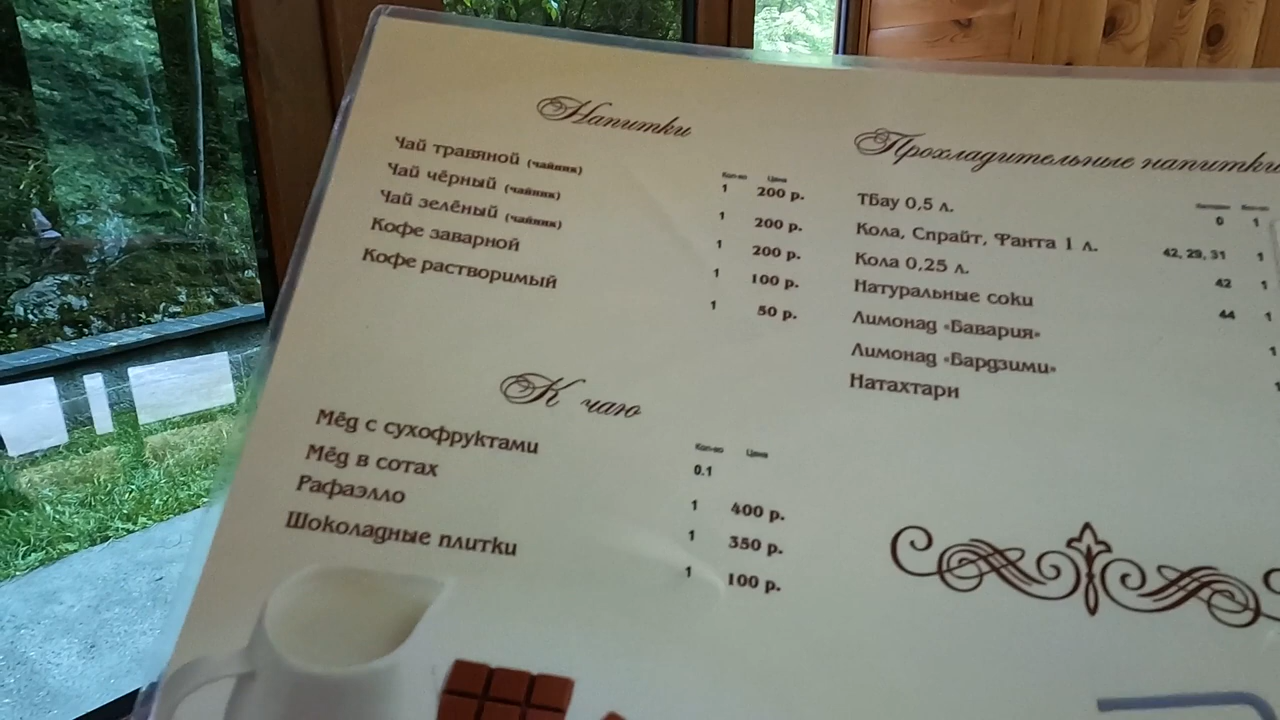 Напитки
Кол-во Цена
Чай травяной (чайник) 1 200 р.
Чай чёрный (чайник) 1 200 р.
Чай зелёный (чайник) 1 200 р.
Кофе заварной 1 100 р.
Кофе растворимый 1 50 р.
К чаю
Кол-во Цена
Мёд с сухофруктами 0.1
Мёд в сотах 1 400 р.
Рафаэлло 1 350 р.
Шоколадные плитки 1 100 р.
Прохладительные напитки
ТБау 0,5 л. 0 1
Кола, Спрайт, Фанта 1 л. 42, 29, 31 1
Кола 0,25 л. 42 1
Натуральные соки 44 1
Лимонад «Бавария» 1
Лимонад «Бардзими»
Натахтари